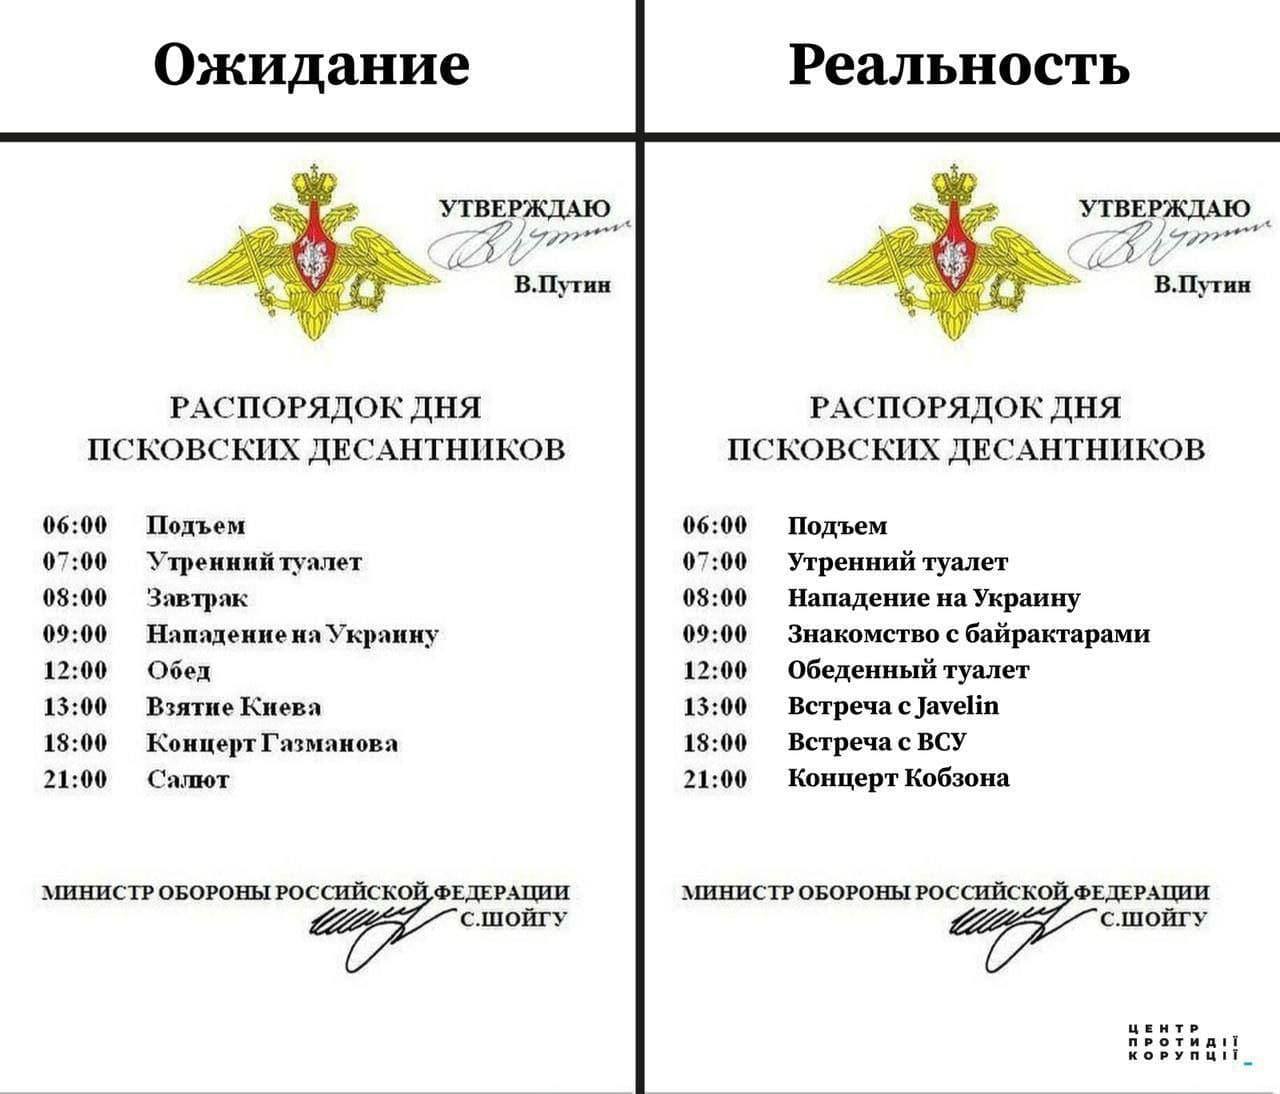 Ожидание
УТВЕРЖДАЮ
В.Путин
РАСПОРЯДОК ДНЯ
ПСКОВСКИХ ДЕСАНТНИКОВ
06:00 Подъем
07:00 Утренний туалет
08:00 Завтрак
09:00 Нападение на Украину
12:00 Обед
13:00 Взятие Киева
18:00 Концерт Газманова
21:00 Салют
МИНИСТР ОБОРОНЫ РОССИЙСКОЙ ФЕДЕРАЦИИ
С.ШОЙГУ
Реальность
УТВЕРЖДАЮ
В.Путин
РАСПОРЯДОК ДНЯ
ПСКОВСКИХ ДЕСАНТНИКОВ
06:00 Подъем
07:00 Утренний туалет
08:00 Нападение на Украину
09:00 Знакомство с байрактарами
12:00 Обеденный туалет
13:00 Встреча с Javelin
18:00 Встреча с ВСУ
21:00 Концерт Кобзона
МИНИСТР ОБОРОНЫ РОССИЙСКОЙ ФЕДЕРАЦИИ
С.ШОЙГУ
ЦЕНТР
ПРОТИДІЇ
КОРУПЦІЇ_